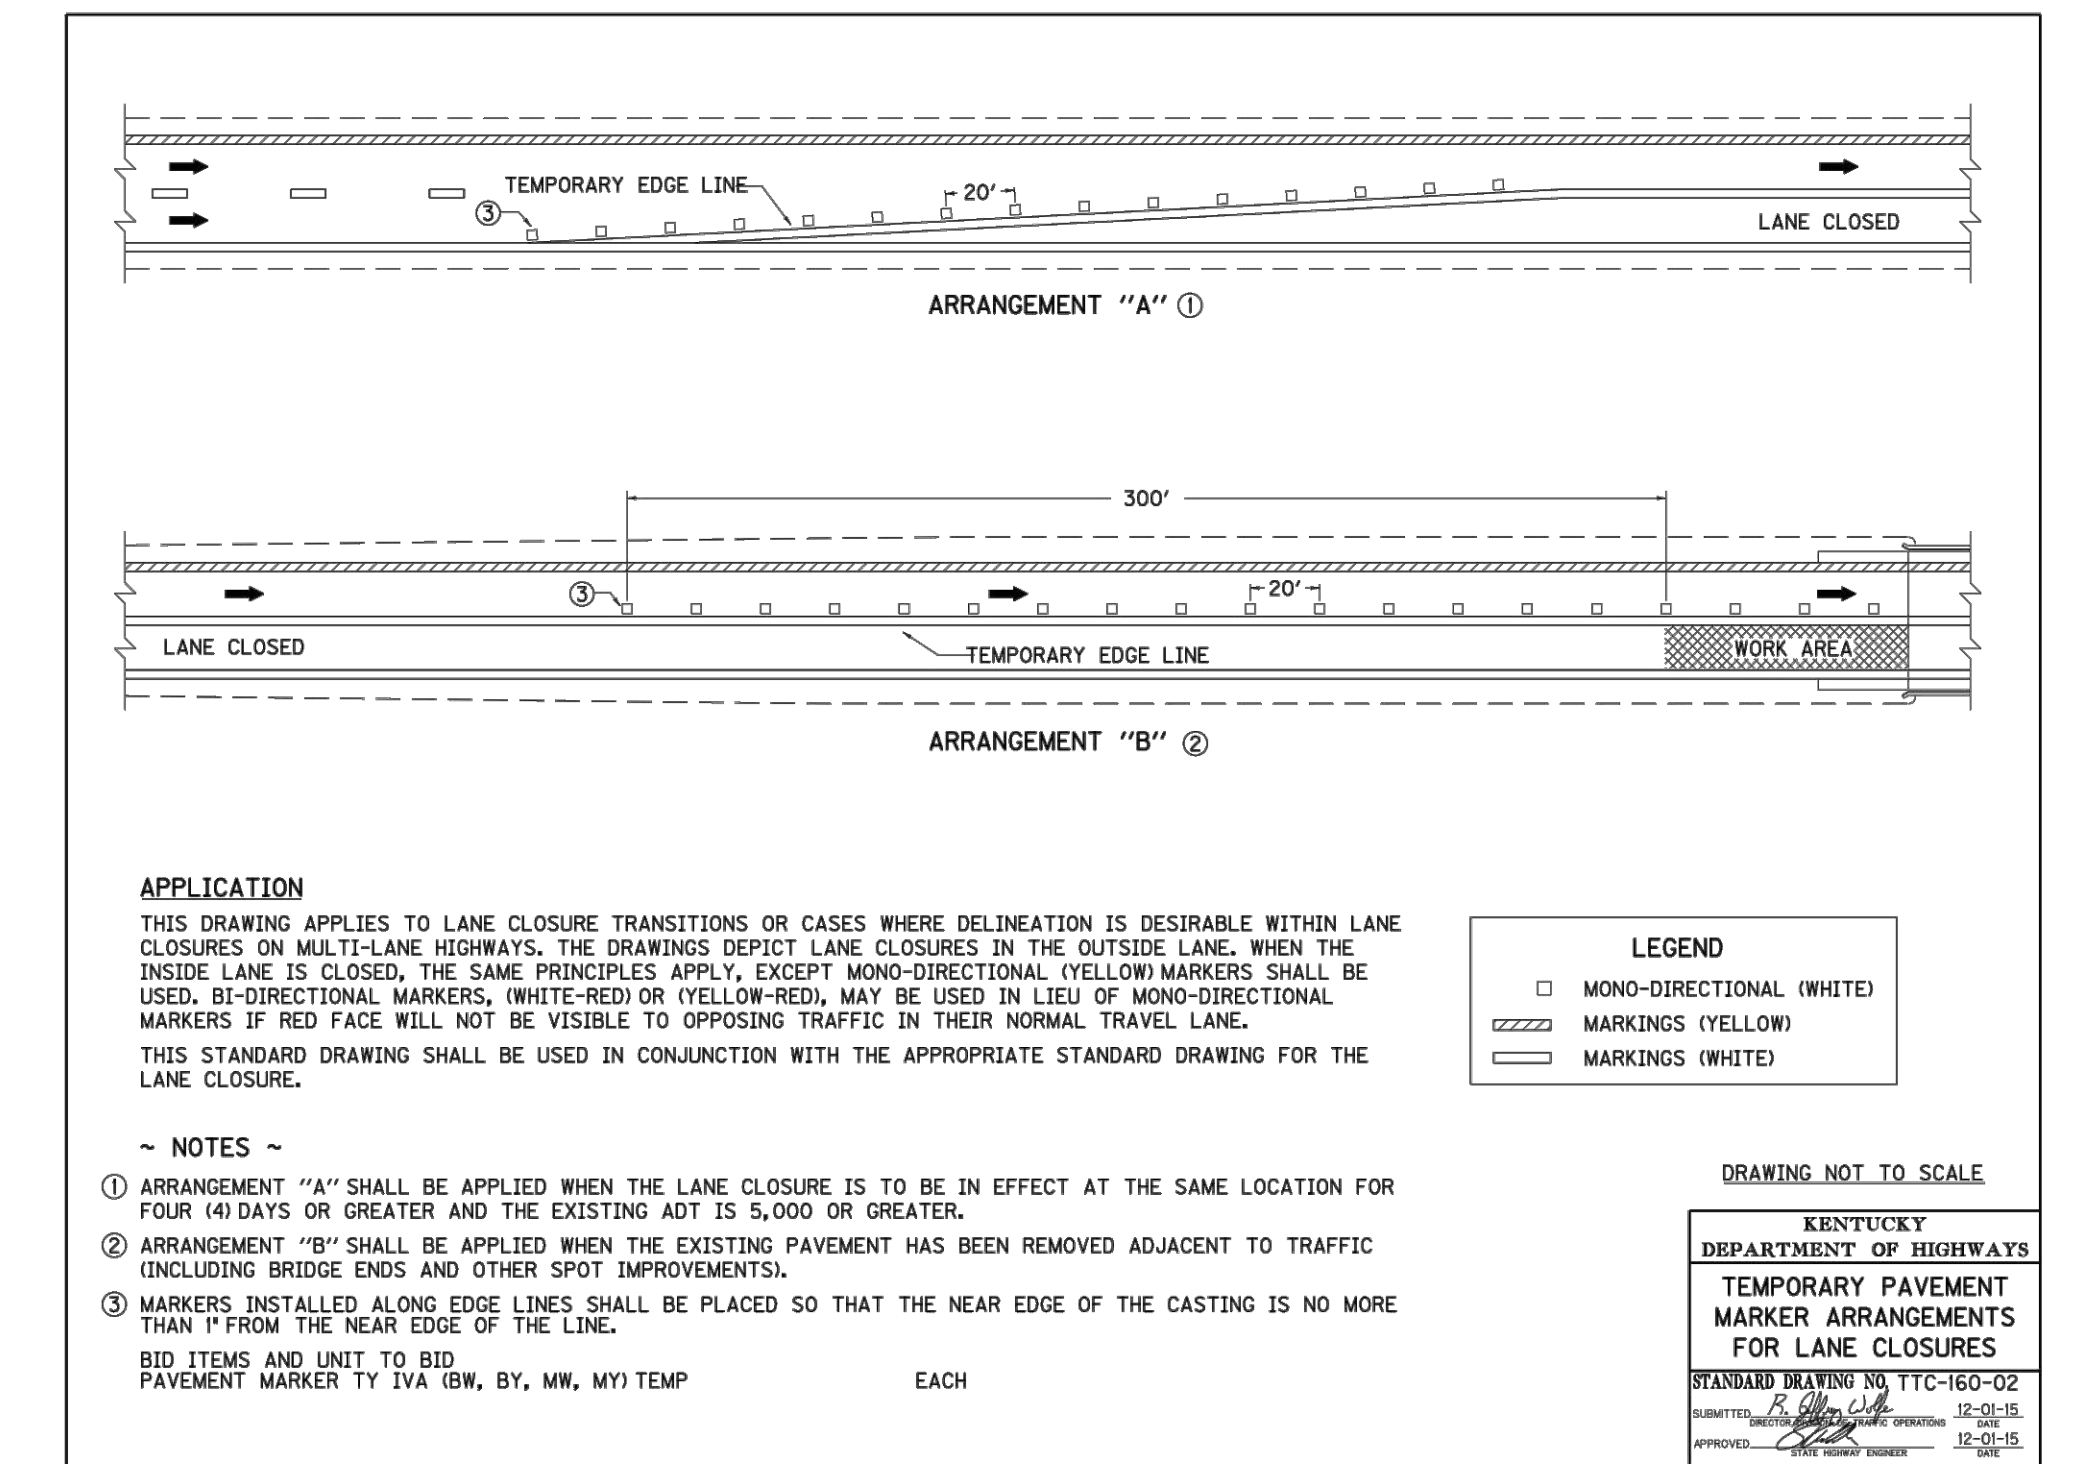 TEMPORARY EDGE LINE
20'
③
LANE CLOSED
ARRANGEMENT "A" ①
300'
③
20'
LANE CLOSED
TEMPORARY EDGE LINE
WORK AREA
ARRANGEMENT "B" ②
APPLICATION
THIS DRAWING APPLIES TO LANE CLOSURE TRANSITIONS OR CASES WHERE DELINEATION IS DESIRABLE WITHIN LANE
CLOSURES ON MULTI-LANE HIGHWAYS. THE DRAWINGS DEPICT LANE CLOSURES IN THE OUTSIDE LANE. WHEN THE
INSIDE LANE IS CLOSED, THE SAME PRINCIPLES APPLY, EXCEPT MONO-DIRECTIONAL (YELLOW) MARKERS SHALL BE
USED. BI-DIRECTIONAL MARKERS, (WHITE-RED) OR (YELLOW-RED), MAY BE USED IN LIEU OF MONO-DIRECTIONAL
MARKERS IF RED FACE WILL NOT BE VISIBLE TO OPPOSING TRAFFIC IN THEIR NORMAL TRAVEL LANE.
THIS STANDARD DRAWING SHALL BE USED IN CONJUNCTION WITH THE APPROPRIATE STANDARD DRAWING FOR THE
LANE CLOSURE.
LEGEND
MONO-DIRECTIONAL (WHITE)
MARKINGS (YELLOW)
MARKINGS (WHITE)
~ NOTES ~
① ARRANGEMENT "A" SHALL BE APPLIED WHEN THE LANE CLOSURE IS TO BE IN EFFECT AT THE SAME LOCATION FOR
FOUR (4) DAYS OR GREATER AND THE EXISTING ADT IS 5,000 OR GREATER.
② ARRANGEMENT "B" SHALL BE APPLIED WHEN THE EXISTING PAVEMENT HAS BEEN REMOVED ADJACENT TO TRAFFIC
(INCLUDING BRIDGE ENDS AND OTHER SPOT IMPROVEMENTS).
③ MARKERS INSTALLED ALONG EDGE LINES SHALL BE PLACED SO THAT THE NEAR EDGE OF THE CASTING IS NO MORE
THAN 1" FROM THE NEAR EDGE OF THE LINE.
BID ITEMS AND UNIT TO BID
PAVEMENT MARKER TY IVA (BW, BY, MW, MY) TEMP EACH
DRAWING NOT TO SCALE
KENTUCKY
DEPARTMENT OF HIGHWAYS
TEMPORARY PAVEMENT
MARKER ARRANGEMENTS
FOR LANE CLOSURES
STANDARD DRAWING NO. TTC-160-02
SUBMITTED R. Wolfe 12-01-15
DIRECTOR DIVISION OF TRAFFIC OPERATIONS DATE
APPROVED 12-01-15
STATE HIGHWAY ENGINEER DATE